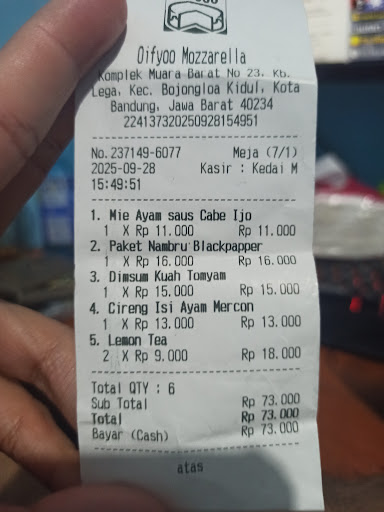 Oifyoo Mozzarella
Komplek Muara Barat No 23, Kb.
Lega, Kec. Bojongloa Kidul, Kota
Bandung, Jawa Barat 40234
22413732025092815495​1
No.237149-6077 Meja (7/1)
2025-09-28 Kasir : Kedai M
15:49:51
1. Mie Ayam saus Cabe Ijo
1 X Rp 11.000 Rp 11.000
2. Paket Nambru Blackpapper
1 X Rp 16.000 Rp 16.000
3. Dimsum Kuah Tomyam
1 X Rp 15.000 Rp 15.000
4. Cireng Isi Ayam Mercon
1 X Rp 13.000 Rp 13.000
5. Lemon Tea
2 X Rp 9.000 Rp 18.000
Total QTY : 6
Sub Total Rp 73.000
Total Rp 73.000
Bayar (Cash) Rp 73.000
atas